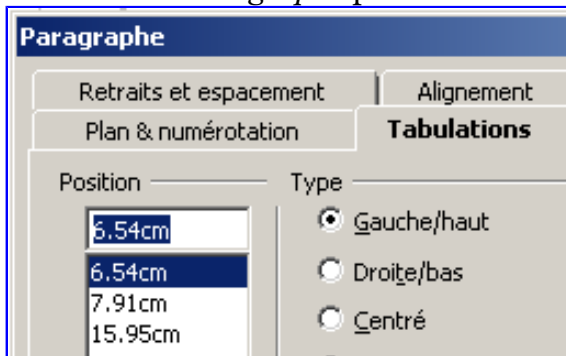 Paragraphe
Retraits et espacement Alignement
Plan & numérotation Tabulations
Position Type
6.54cm Gauche/haut
6.54cm Droite/bas
7.91cm
15.95cm Centré